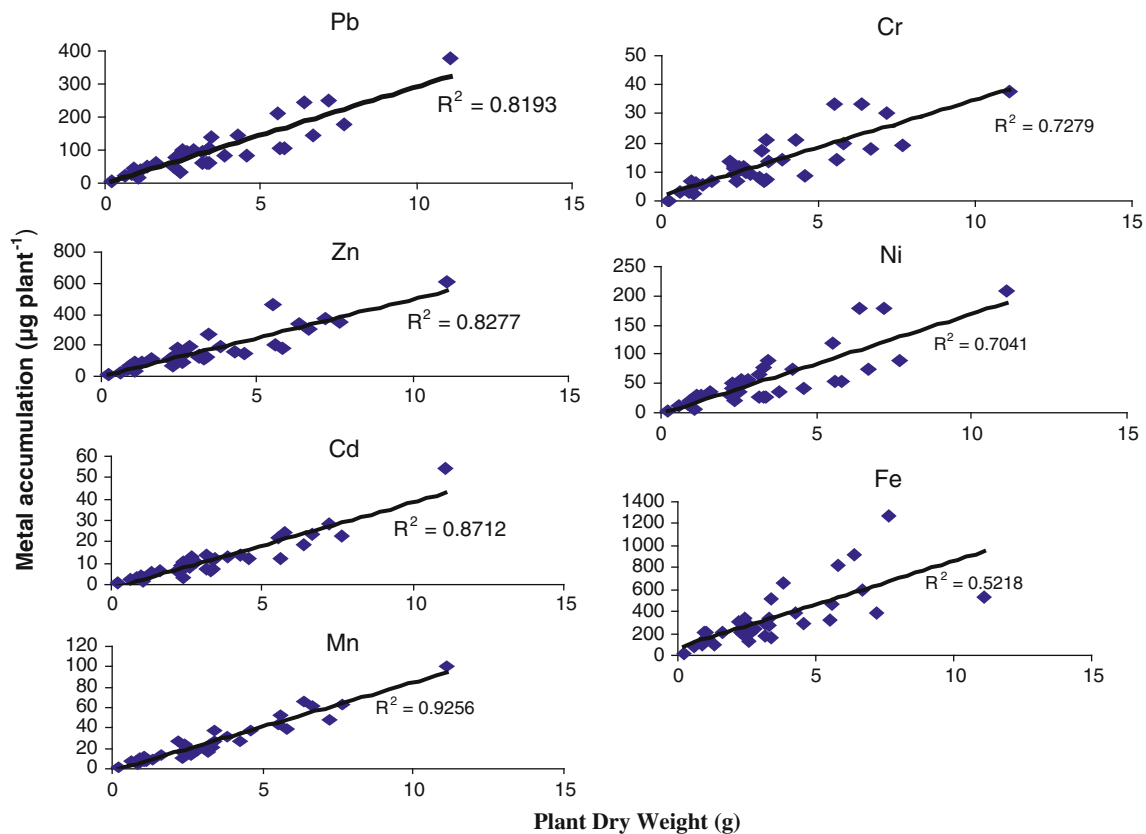 Pb
400
300
200
100
0
R² = 0.8193
0 5 10 15
Cr
50
40
30
20
10
0
R² = 0.7279
0 5 10 15
Zn
800
600
400
200
0
R² = 0.8277
0 5 10 15
Ni
250
200
150
100
50
0
R² = 0.7041
0 5 10 15
Cd
60
50
40
30
20
10
0
R² = 0.8712
0 5 10 15
Fe
1400
1200
1000
800
600
400
200
0
R² = 0.5218
0 5 10 15
Mn
120
100
80
60
40
20
0
R² = 0.9256
0 5 10 15
Metal accumulation (µg plant⁻¹)
Plant Dry Weight (g)